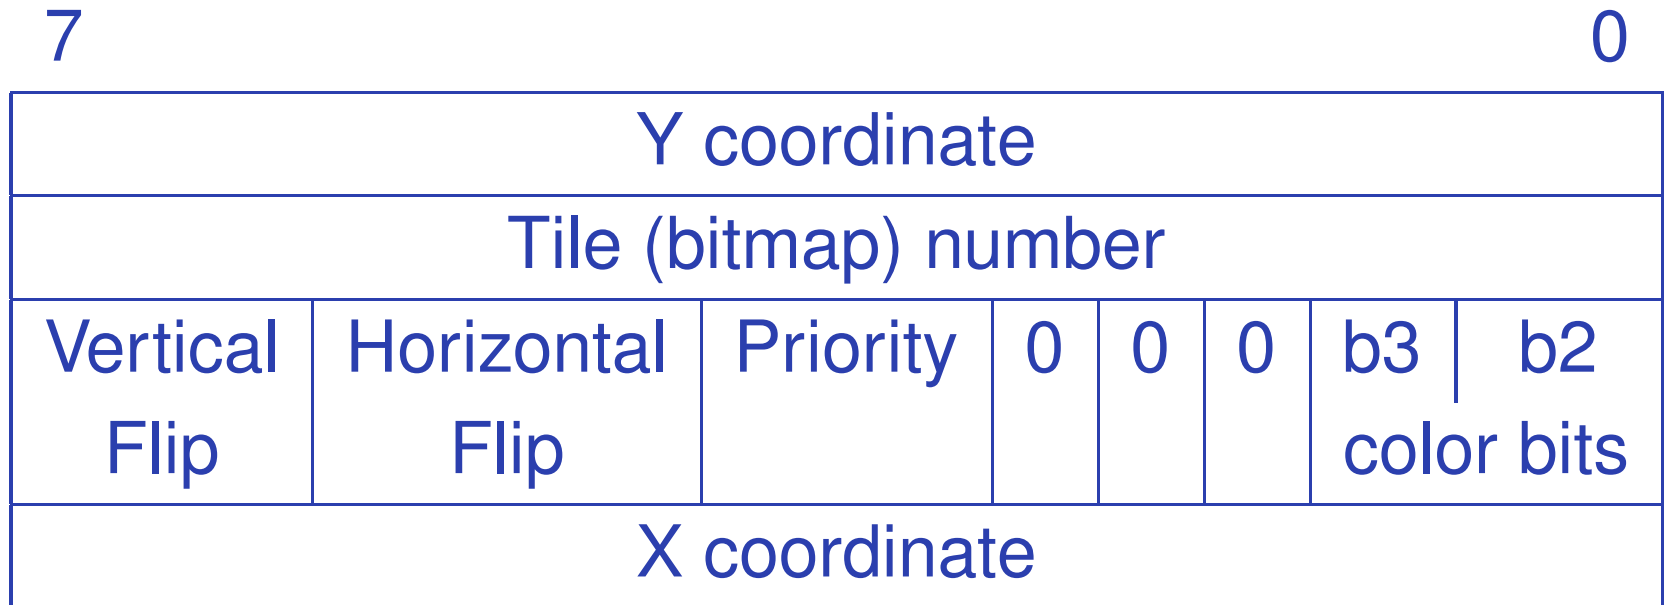 7 0
Y coordinate
Tile (bitmap) number
Vertical Horizontal Priority 0 0 0 b3 b2
Flip Flip color bits
X coordinate